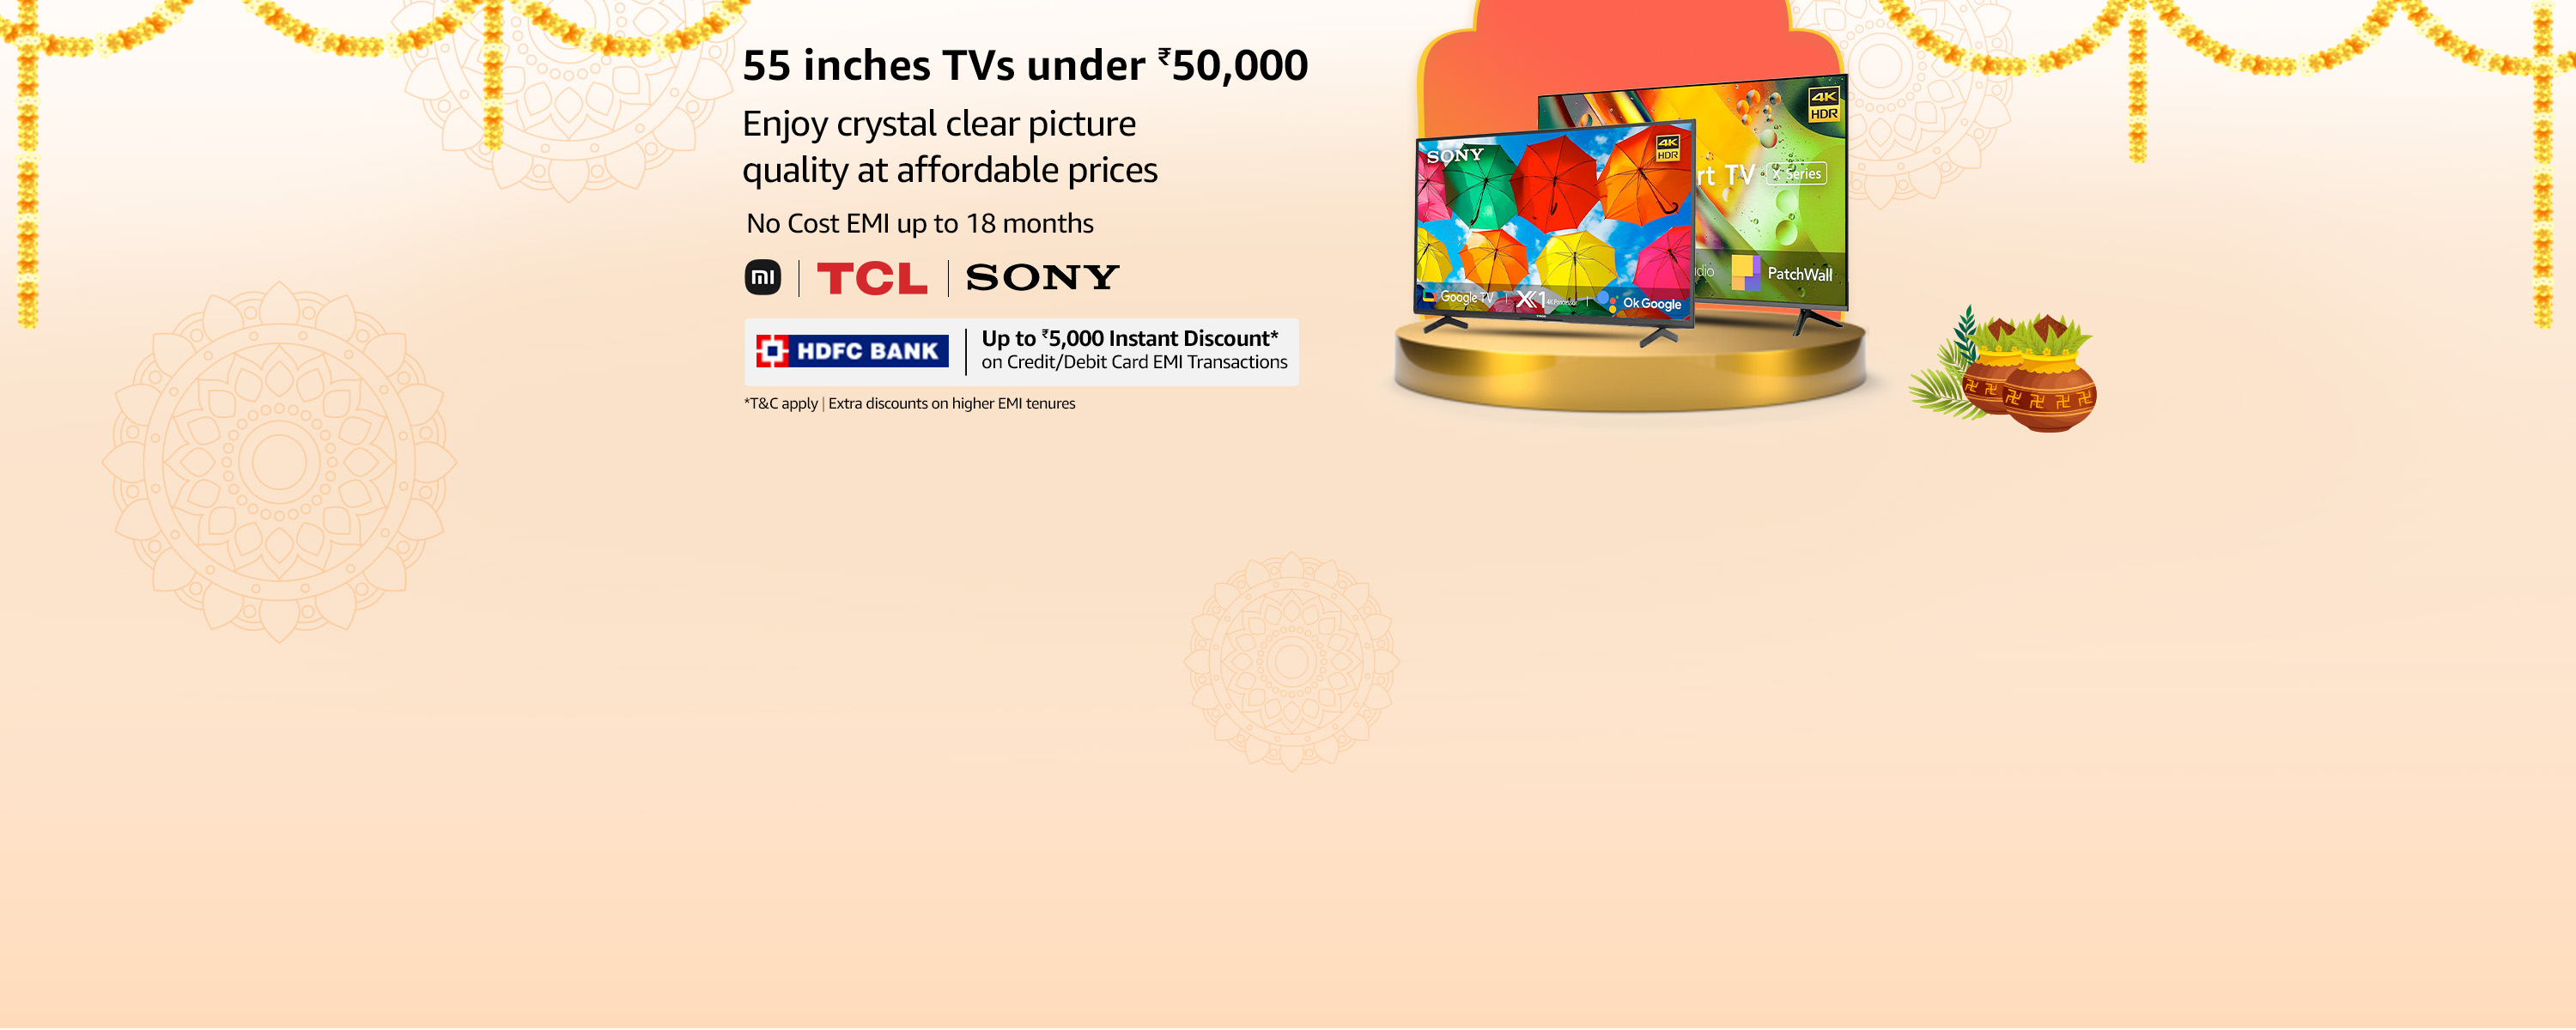 55 inches TVs under ₹50,000
Enjoy crystal clear picture
quality at affordable prices
No Cost EMI up to 18 months
mi | TCL | SONY
HDFC BANK
Up to ₹5,000 Instant Discount*
on Credit/Debit Card EMI Transactions
*T&C apply | Extra discounts on higher EMI tenures
4K
HDR
rt TV X Series
PatchWall
SONY
4K
HDR
Google TV | X1 | Ok Google